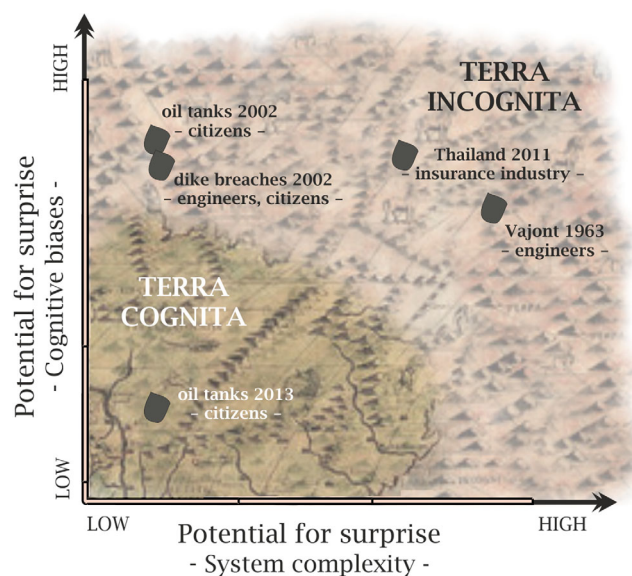 HIGH
TERRA
INCOGNITA
oil tanks 2002
– citizens –
dike breaches 2002
– engineers, citizens –
Thailand 2011
– insurance industry –
Vajont 1963
– engineers –
TERRA
COGNITA
oil tanks 2013
– citizens –
Potential for surprise
- Cognitive biases -
LOW
LOW
HIGH
Potential for surprise
- System complexity -